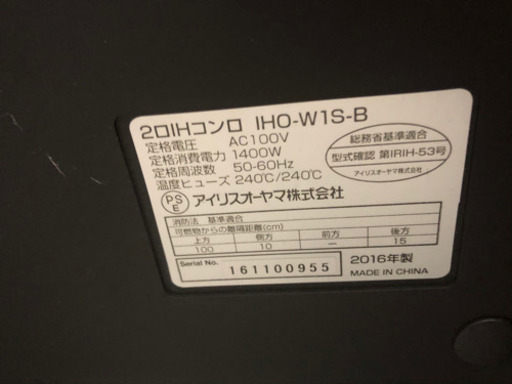 2口IHコンロ IHO-W1S-B
定格電圧 AC100V
定格消費電力 1400W
定格周波数 50-60Hz
温度ヒューズ 240℃/240℃
総務省基準適合
型式確認 第IRIH-53号
アイリスオーヤマ株式会社
PS
E
アイリスオーヤマ株式会社
消防法 基準適合
可燃物からの離隔距離(cm)
上方 側方 前方 後方
100 10 — 15
Serial No. 161100955
2016年製
MADE IN CHINA